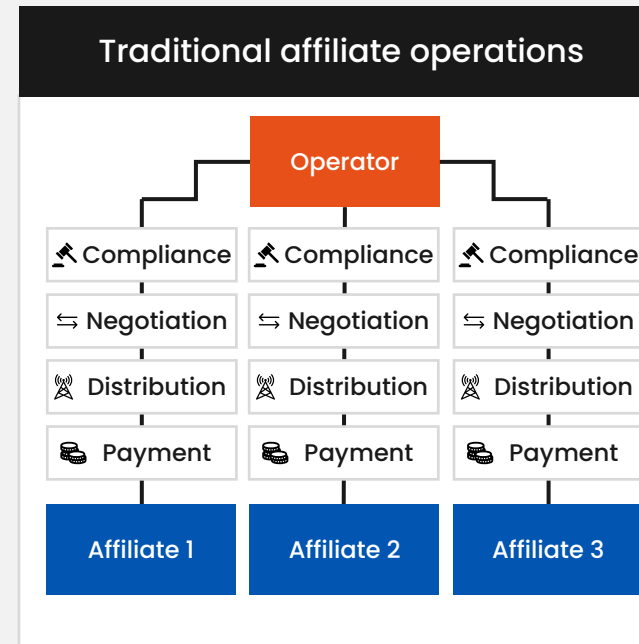 Traditional affiliate operations
Operator
Compliance Compliance Compliance
Negotiation Negotiation Negotiation
Distribution Distribution Distribution
Payment Payment Payment
Affiliate 1 Affiliate 2 Affiliate 3